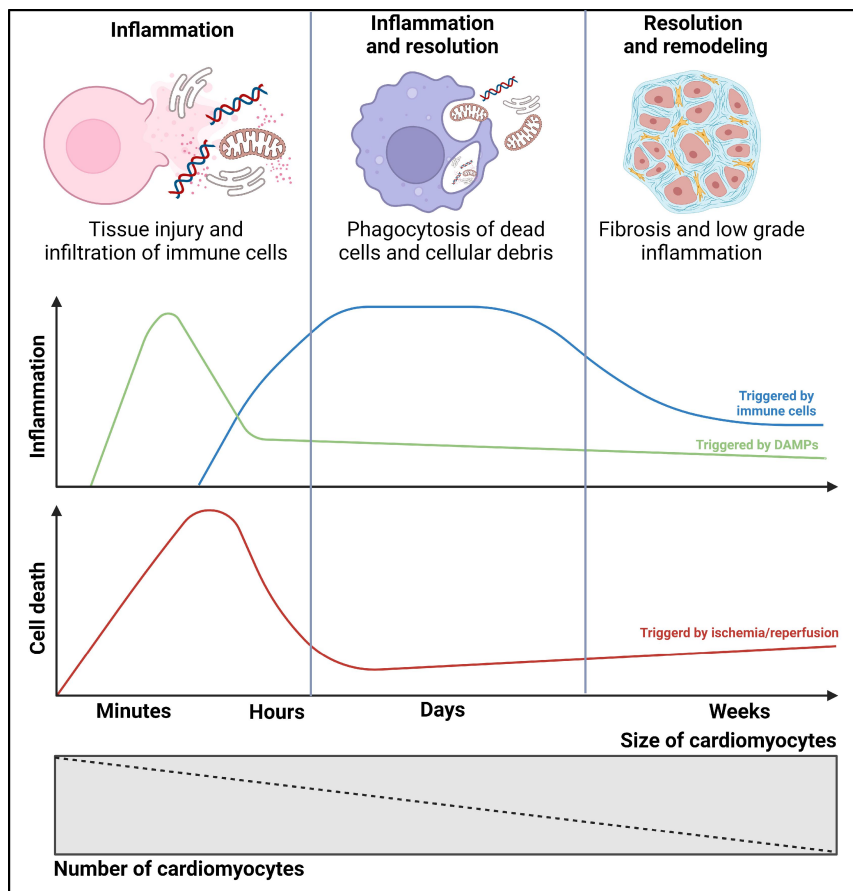 Inflammation
Inflammation
and resolution
Resolution
and remodeling
Tissue injury and
infiltration of immune cells
Phagocytosis of dead
cells and cellular debris
Fibrosis and low grade
inflammation
Inflammation
Triggered by
immune cells
Triggered by DAMPs
Cell death
Triggerd by ischemia/reperfusion
Minutes
Hours
Days
Weeks
Size of cardiomyocytes
Number of cardiomyocytes